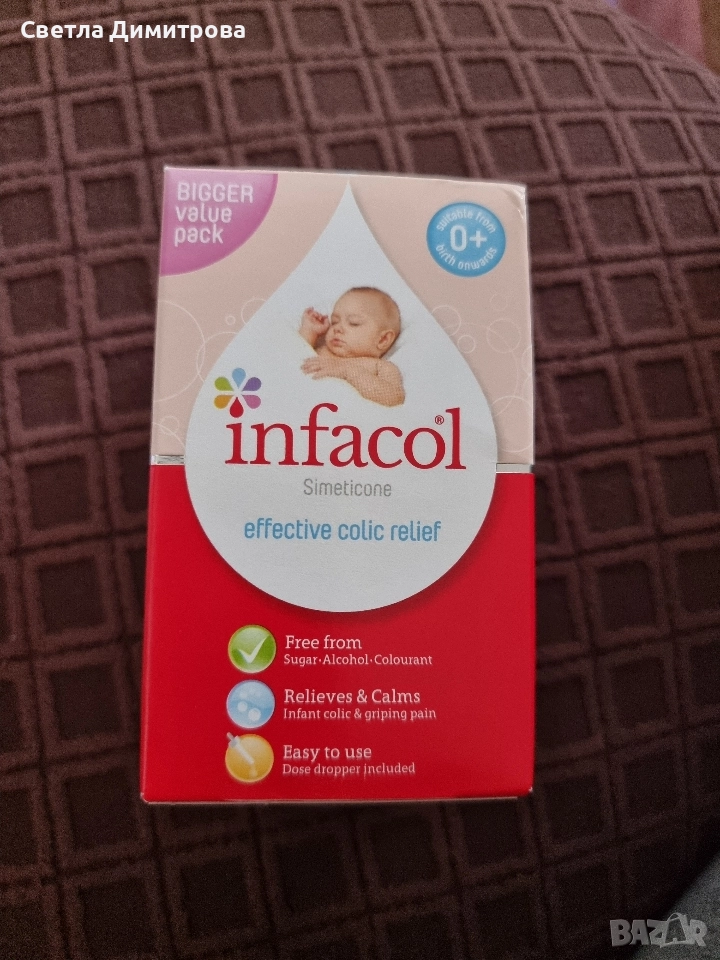 Светла Димитрова
BIGGER
value
pack
suitable from
0+
birth onwards
infacol®
Simeticone
effective colic relief
Free from
Sugar·Alcohol·Colourant
Relieves & Calms
Infant colic & griping pain
Easy to use
Dose dropper included
BAZAR